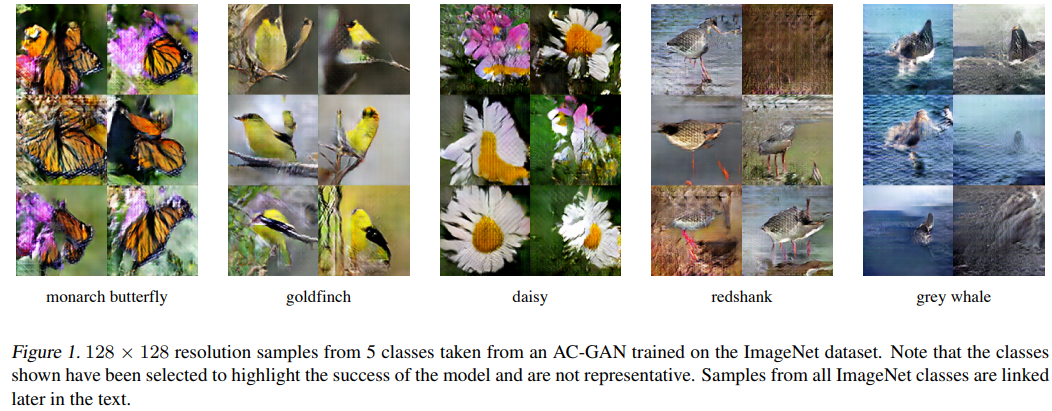 monarch butterfly
goldfinch
daisy
redshank
grey whale
Figure 1. 128 × 128 resolution samples from 5 classes taken from an AC-GAN trained on the ImageNet dataset. Note that the classes
shown have been selected to highlight the success of the model and are not representative. Samples from all ImageNet classes are linked
later in the text.